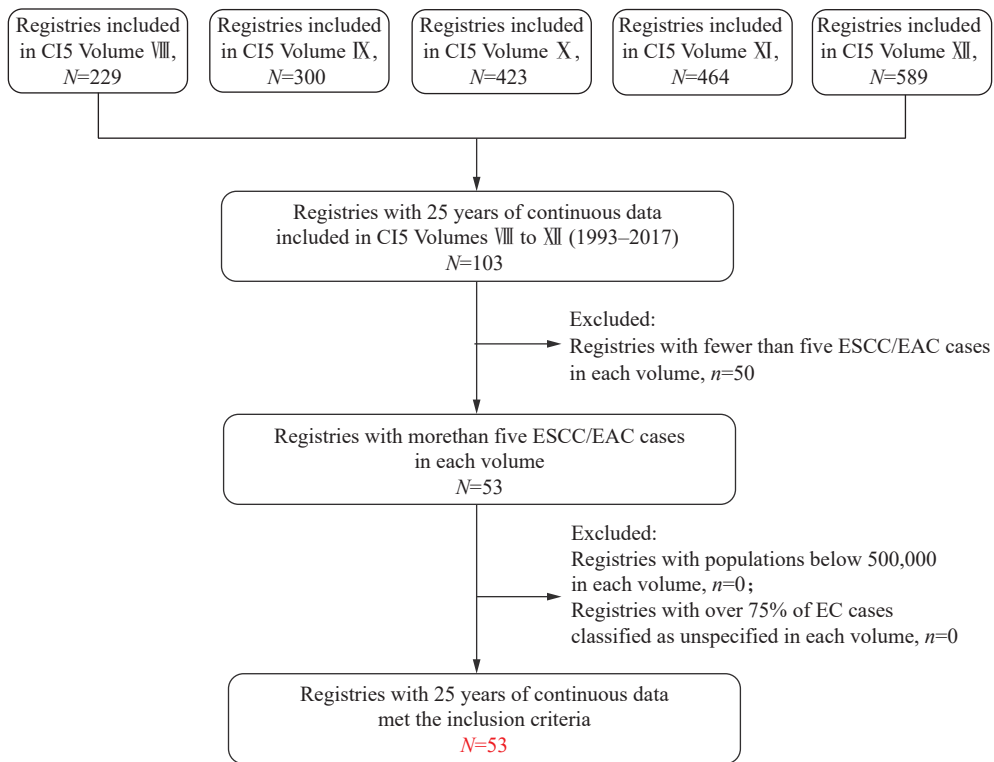 Registries included
in CI5 Volume Ⅷ,
N=229
Registries included
in CI5 Volume Ⅸ,
N=300
Registries included
in CI5 Volume Ⅹ,
N=423
Registries included
in CI5 Volume Ⅺ,
N=464
Registries included
in CI5 Volume Ⅻ,
N=589
Registries with 25 years of continuous data
included in CI5 Volumes Ⅷ to Ⅻ (1993–2017)
N=103
Excluded:
Registries with fewer than five ESCC/EAC cases
in each volume, n=50
Registries with morethan five ESCC/EAC cases
in each volume
N=53
Excluded:
Registries with populations below 500,000
in each volume, n=0;
Registries with over 75% of EC cases
classified as unspecified in each volume, n=0
Registries with 25 years of continuous data
met the inclusion criteria
N=53